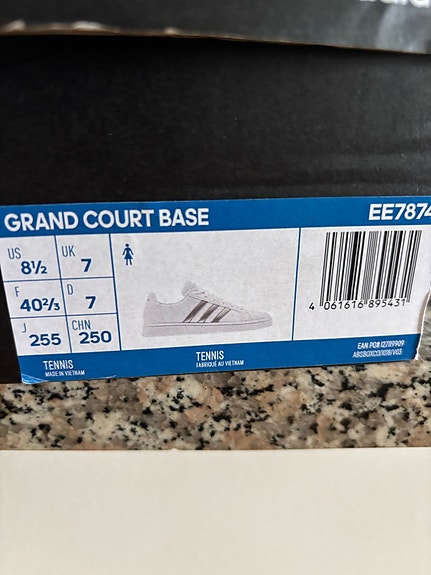 GRAND COURT BASE EE7874
US 8½ UK 7
F 40⅔ D 7
J 255 CHN 250
4 061616 895431
TENNIS
MADE IN VIETNAM
TENNIS
FABRIQUÉ AU VIETNAM